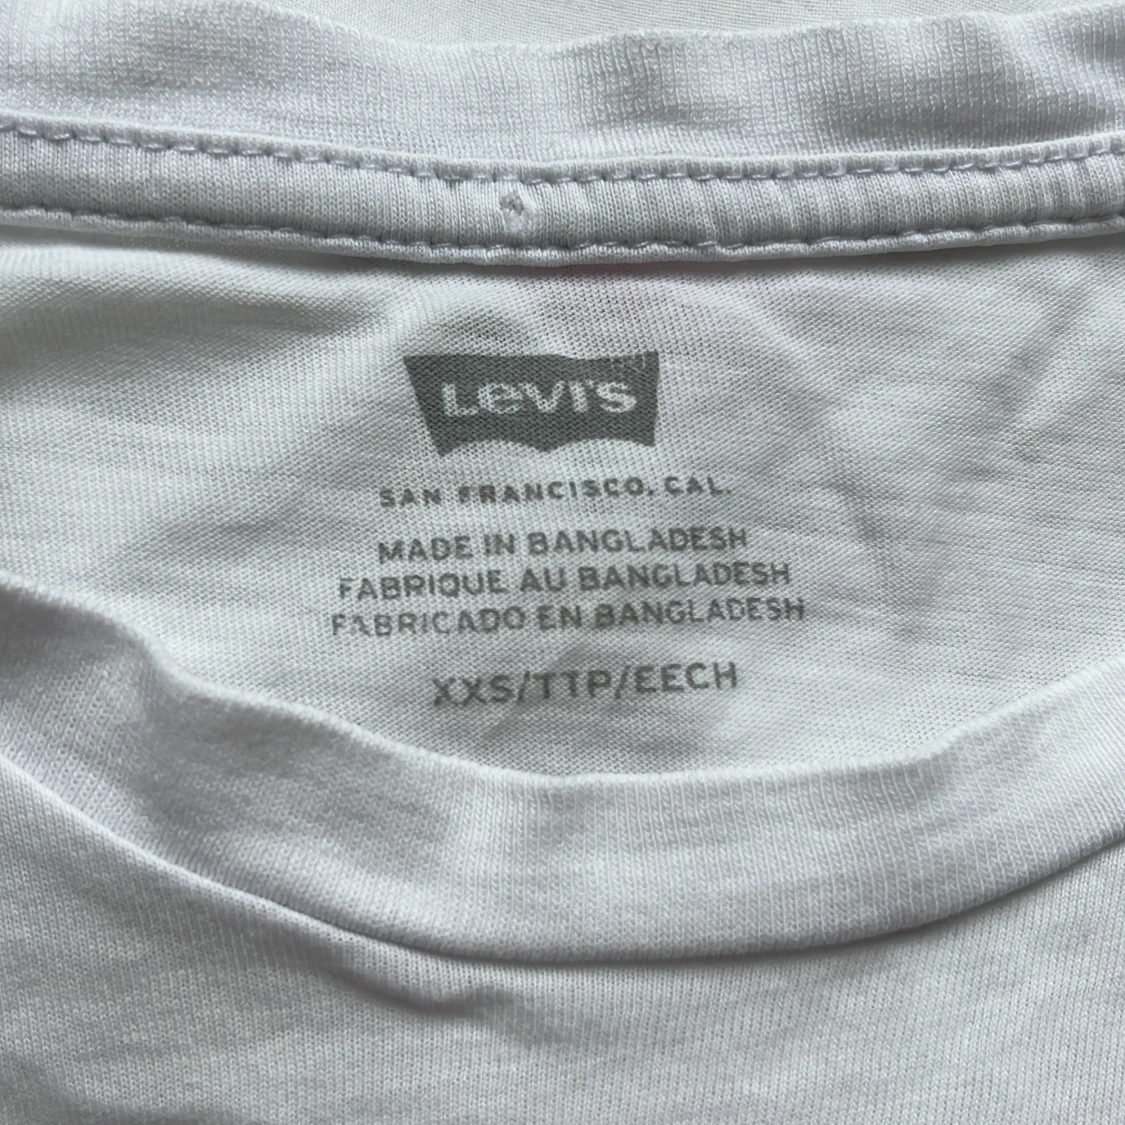 Levi's
SAN FRANCISCO, CAL.
MADE IN BANGLADESH
FABRIQUE AU BANGLADESH
FABRICADO EN BANGLADESH
XXS/TTP/EECH